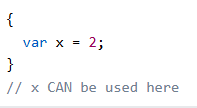 {
  var x = 2;
}
// x CAN be used here